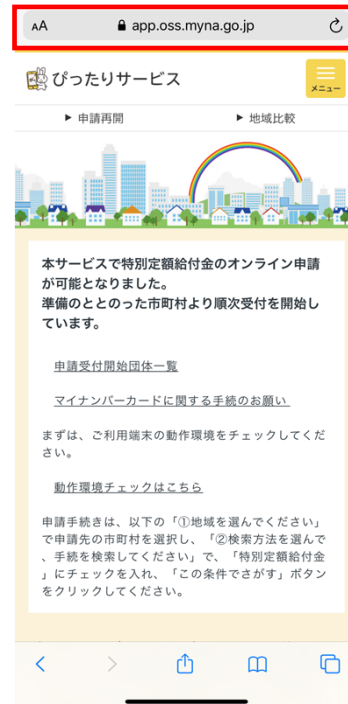 AA app.oss.myna.go.jp
ぴったりサービス
メニュー
▶ 申請再開 ▶ 地域比較
本サービスで特別定額給付金のオンライン申請
が可能となりました。
準備のととのった市町村より順次受付を開始し
ています。
申請受付開始団体一覧
マイナンバーカードに関する手続のお願い
まずは、ご利用端末の動作環境をチェックしてくだ
さい。
動作環境チェックはこちら
申請手続きは、以下の「①地域を選んでください」
で申請先の市町村を選択し、「②検索方法を選んで
、手続を検索してください」で、「特別定額給付金
」にチェックを入れ、「この条件でさがす」ボタン
をクリックしてください。